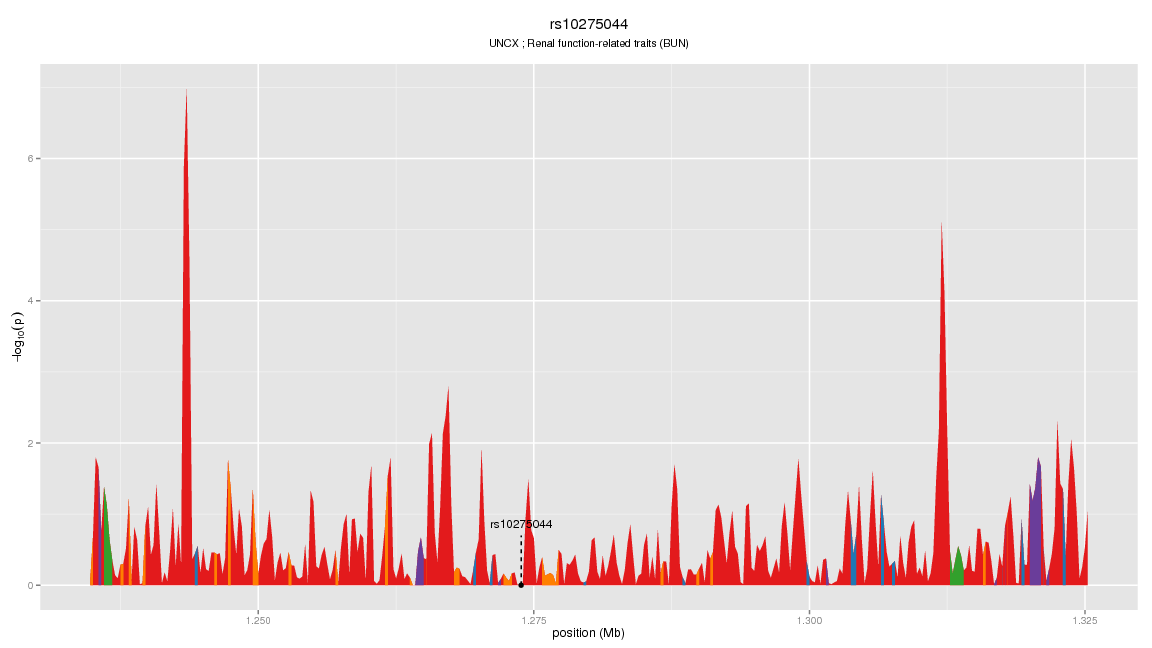 rs10275044
UNCX ; Renal function-related traits (BUN)
−log10(p)
6
4
2
0
rs10275044
1.250
1.275
1.300
1.325
position (Mb)